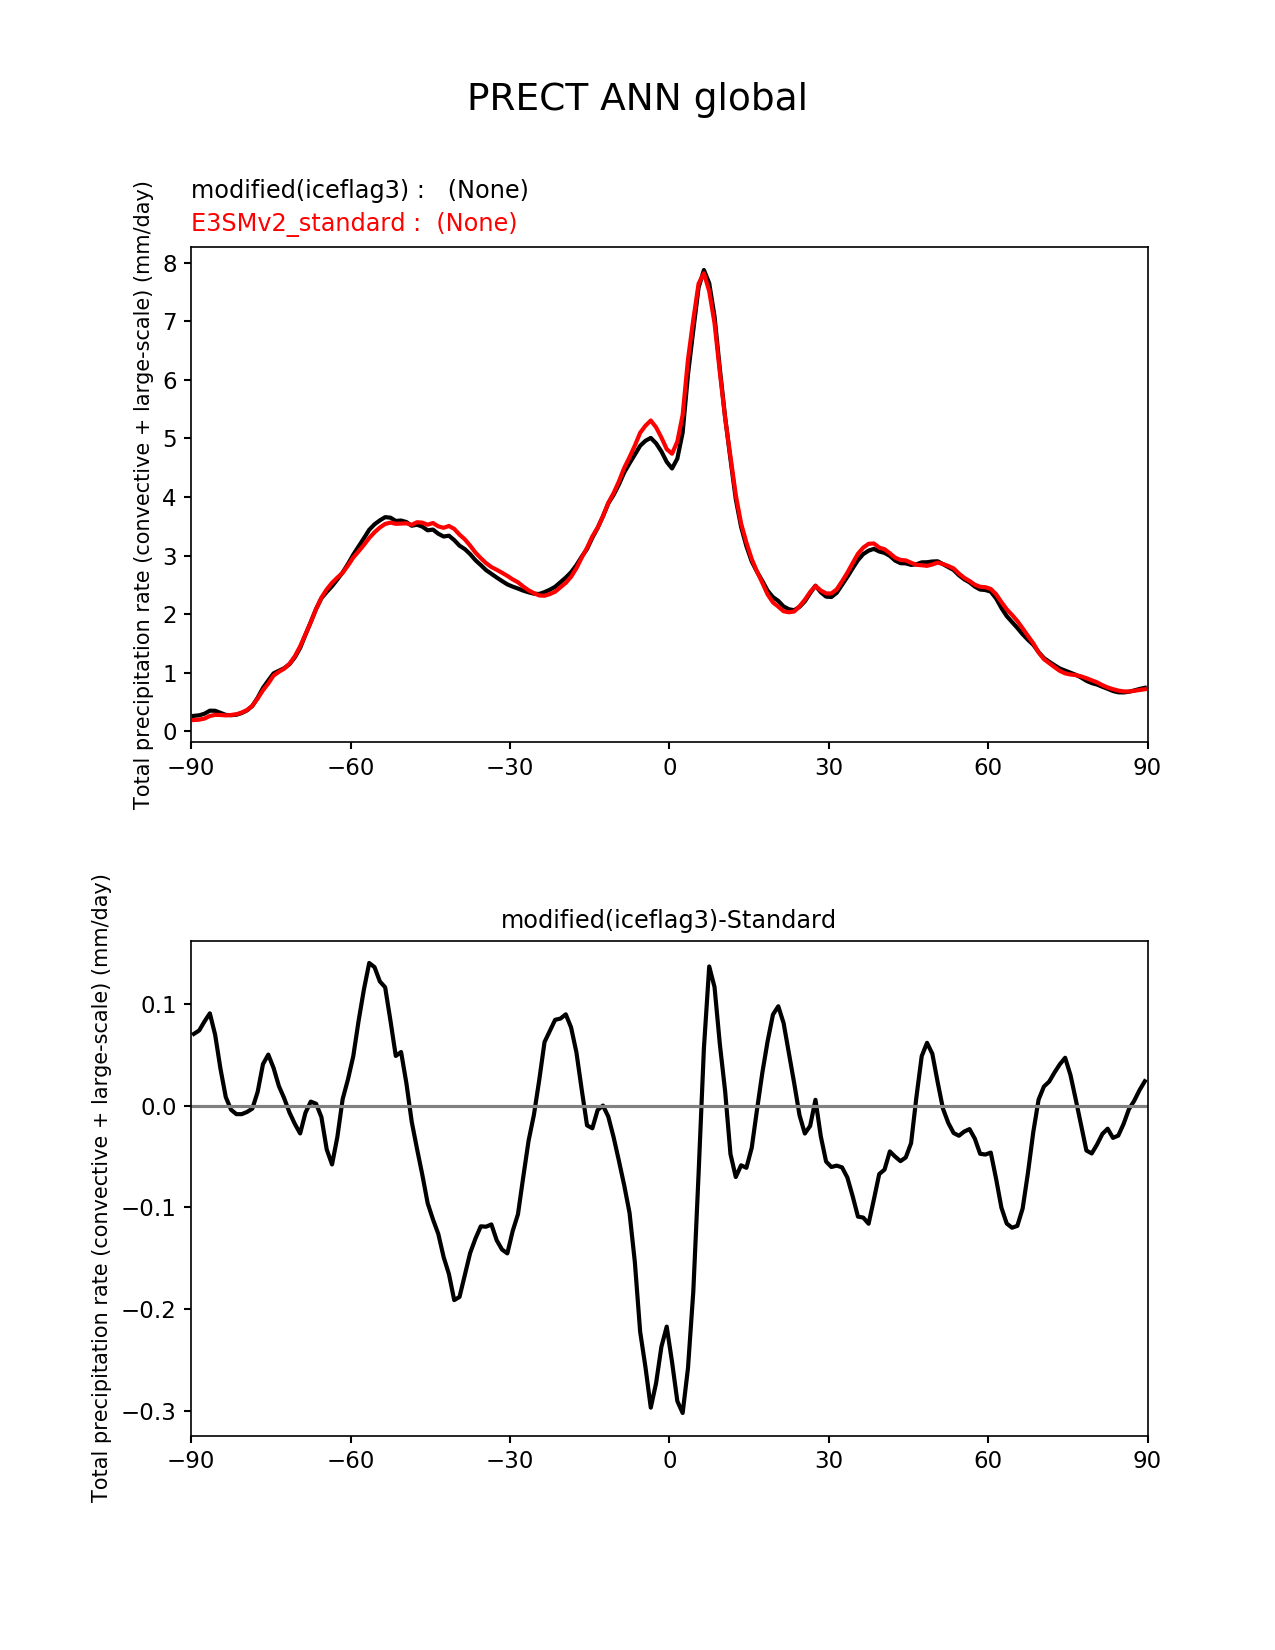 PRECT ANN global
modified(iceflag3) :   (None)
E3SMv2_standard :  (None)
Total precipitation rate (convective + large-scale) (mm/day)
8
7
6
5
4
3
2
1
0
−90 −60 −30 0 30 60 90
modified(iceflag3)-Standard
Total precipitation rate (convective + large-scale) (mm/day)
0.1
0.0
−0.1
−0.2
−0.3
−90 −60 −30 0 30 60 90